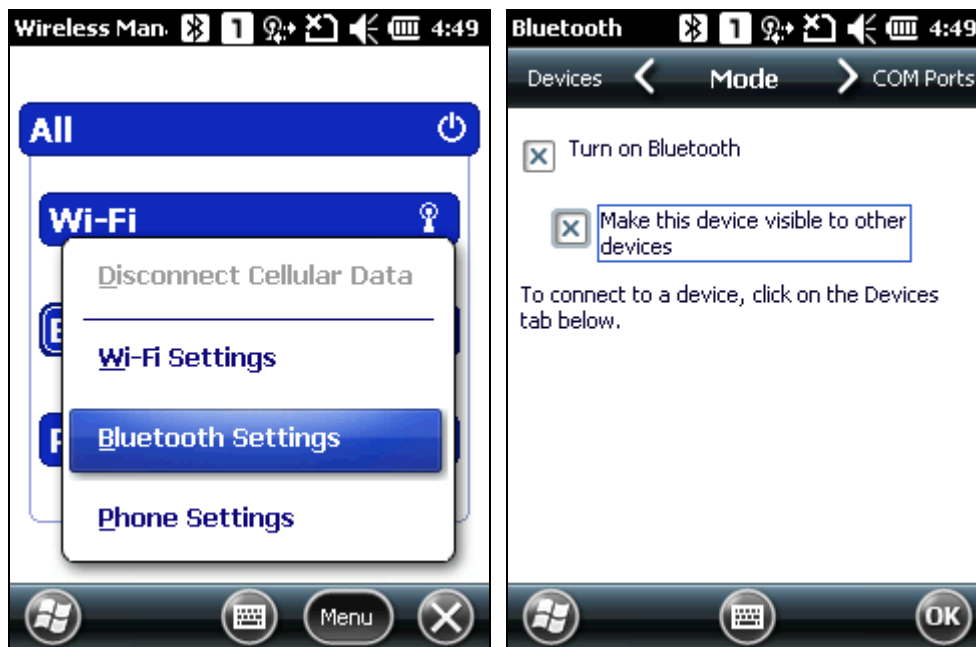 Wireless Man 1 4:49
All
Wi-Fi
Disconnect Cellular Data
Wi-Fi Settings
Bluetooth Settings
Phone Settings
Menu
Bluetooth 1 4:49
Devices Mode COM Ports
Turn on Bluetooth
Make this device visible to other
devices
To connect to a device, click on the Devices
tab below.
OK